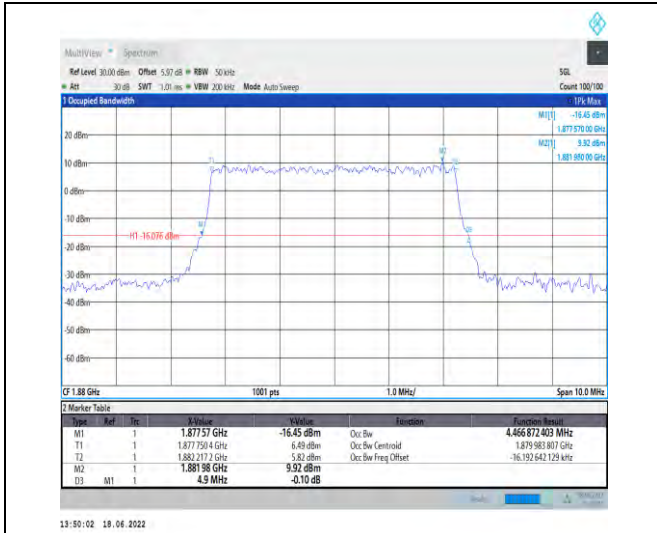 MultiView Spectrum
Ref Level 30.00 dBm Offset 5.97 dB RBW 50 kHz SGL
Att 30 dB SWT 1.01 ms VBW 200 kHz Mode Auto Sweep Count 100/100
1 Occupied Bandwidth 1Pk Max
M1[1] -16.45 dBm
1.877 570 00 GHz
M2[1] 9.92 dBm
1.881 980 00 GHz
20 dBm
10 dBm
0 dBm
-10 dBm
H1 -16.076 dBm
-20 dBm
-30 dBm
-40 dBm
-50 dBm
-60 dBm
CF 1.88 GHz 1001 pts 1.0 MHz/ Span 10.0 MHz
2 Marker Table
Type Ref Trc X-Value Y-Value Function Function Result
M1 1 1.877 57 GHz -16.45 dBm Occ Bw 4.466 872 403 MHz
T1 1 1.877 750 4 GHz 6.49 dBm Occ Bw Centroid 1.879 983 807 GHz
T2 1 1.882 217 2 GHz 5.82 dBm Occ Bw Freq Offset -16.192 642 129 kHz
M2 1 1.881 98 GHz 9.92 dBm
D3 M1 1 4.9 MHz -0.10 dB
13:50:02 18.06.2022